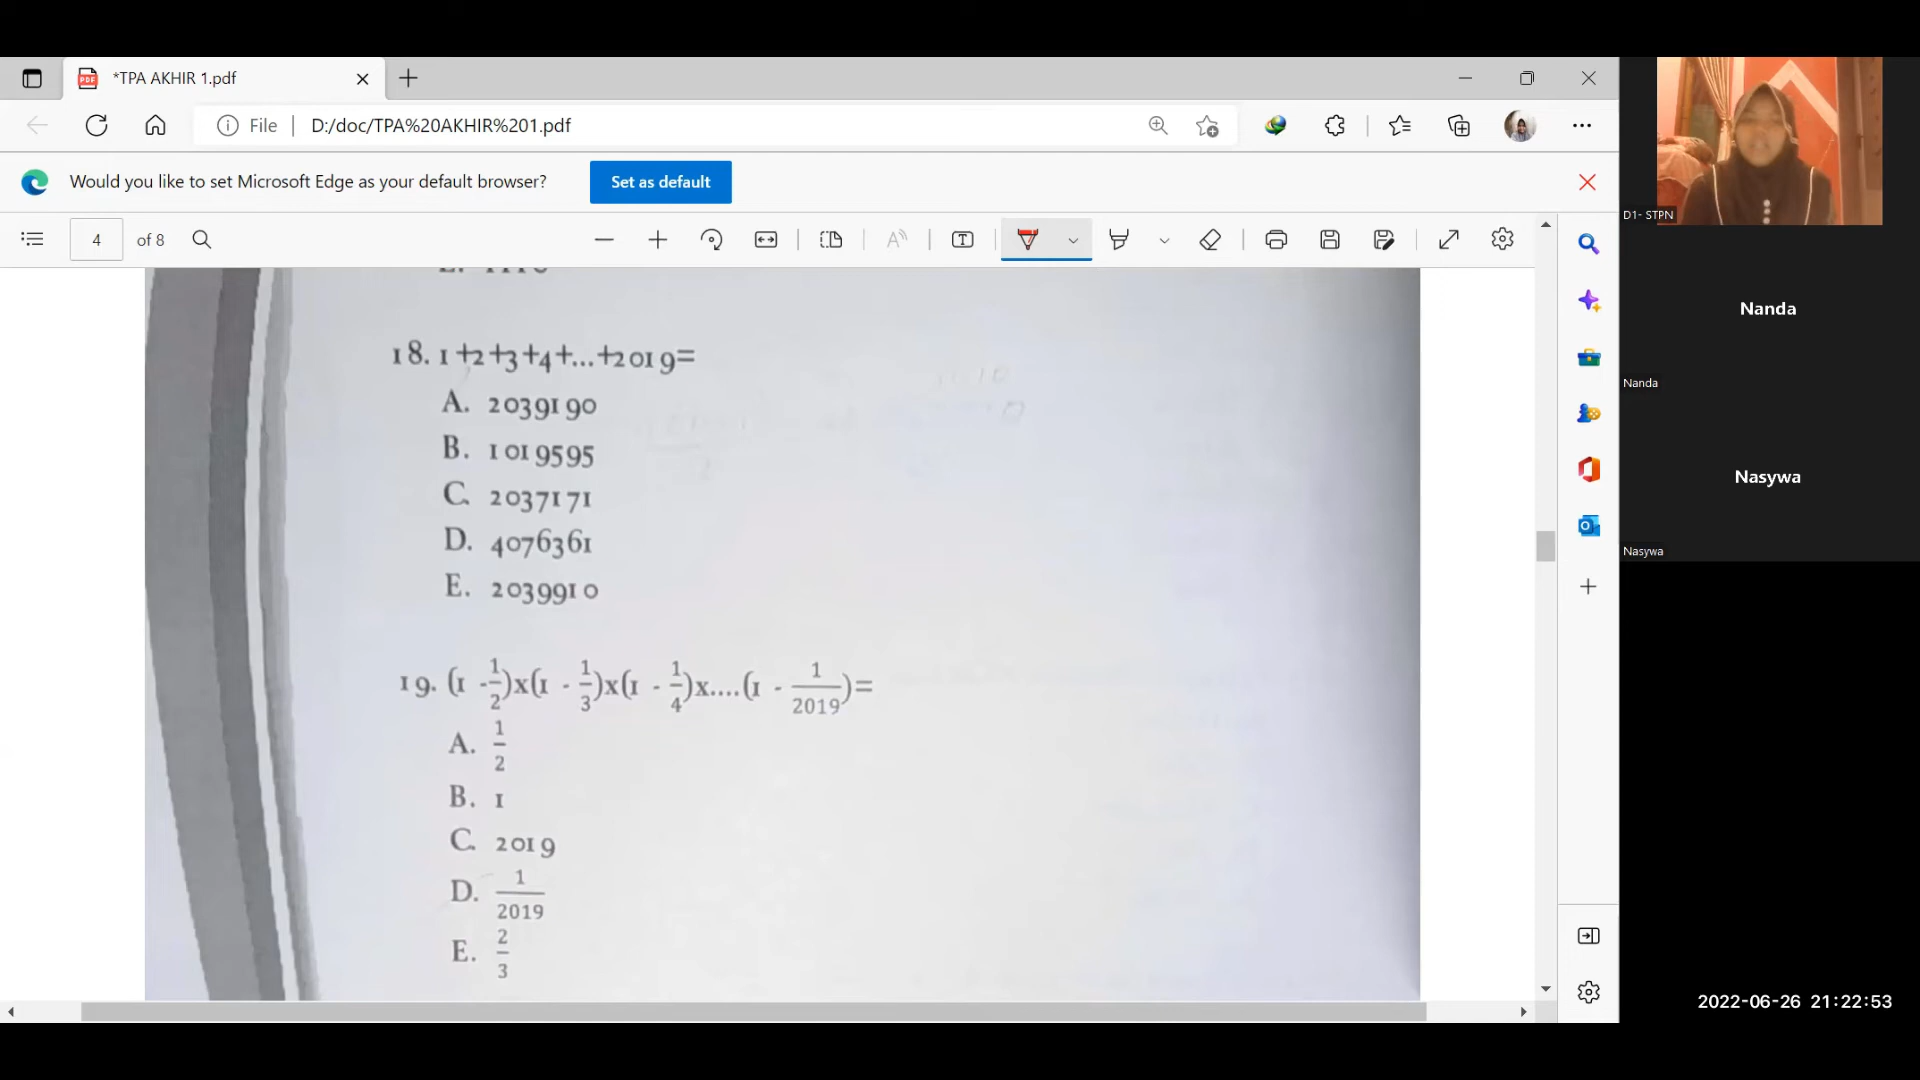 *TPA AKHIR 1.pdf
File
D:/doc/TPA%20AKHIR%201.pdf
Would you like to set Microsoft Edge as your default browser?
Set as default
4 of 8
18. 1+2+3+4+...+2019=
A. 2039190
B. 1019595
C. 2037171
D. 4076361
E. 2039910
19. (1 - 1/2)x(1 - 1/3)x(1 - 1/4)x....(1 - 1/2019)=
A. 1/2
B. 1
C. 2019
D. 1/2019
E. 2/3
D1- STPN
Nanda
Nanda
Nasywa
Nasywa
2022-06-26 21:22:53